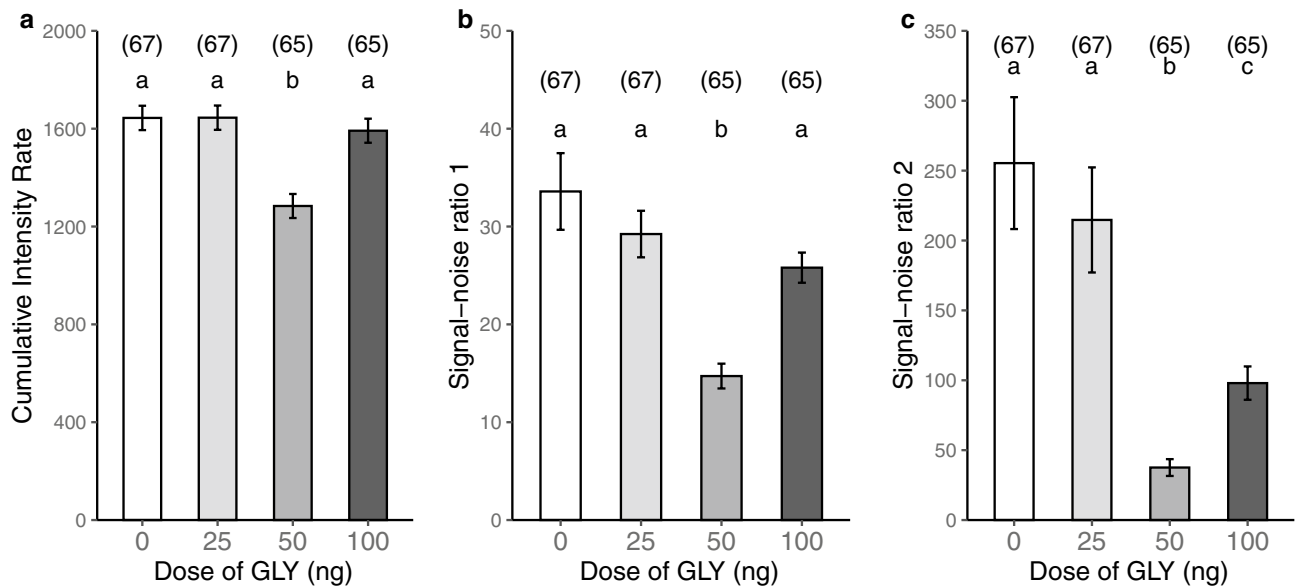 a
Cumulative Intensity Rate
2000
1600
1200
800
400
0
(67) (67) (65) (65)
a a b a
0 25 50 100
Dose of GLY (ng)
b
Signal−noise ratio 1
50
40
30
20
10
0
(67) (67) (65) (65)
a a b a
0 25 50 100
Dose of GLY (ng)
c
Signal−noise ratio 2
350
300
250
200
150
100
50
0
(67) (67) (65) (65)
a a b c
0 25 50 100
Dose of GLY (ng)